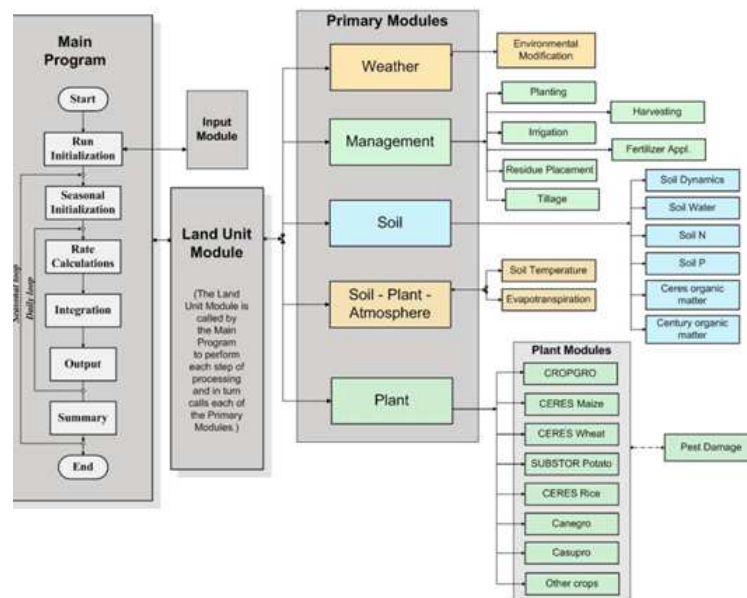 Main
Program
Start
Run
Initialization
Seasonal
Initialization
Rate
Calculations
Integration
Output
Summary
End
Seasonal loop
Daily loop
Input
Module
Land Unit
Module
(The Land
Unit Module is
called by
the Main
Program
to perform
each step of
processing
and in turn
calls each of
the Primary
Modules.)
Primary Modules
Weather
Management
Soil
Soil - Plant -
Atmosphere
Plant
Environmental
Modification
Planting
Harvesting
Irrigation
Fertilizer Appl.
Residue Placement
Tillage
Soil Dynamics
Soil Water
Soil N
Soil P
Ceres organic
matter
Century organic
matter
Soil Temperature
Evapotranspiration
Plant Modules
CROPGRO
CERES Maize
CERES Wheat
SUBSTOR Potato
CERES Rice
Canegro
Casupro
Other crops
Pest Damage